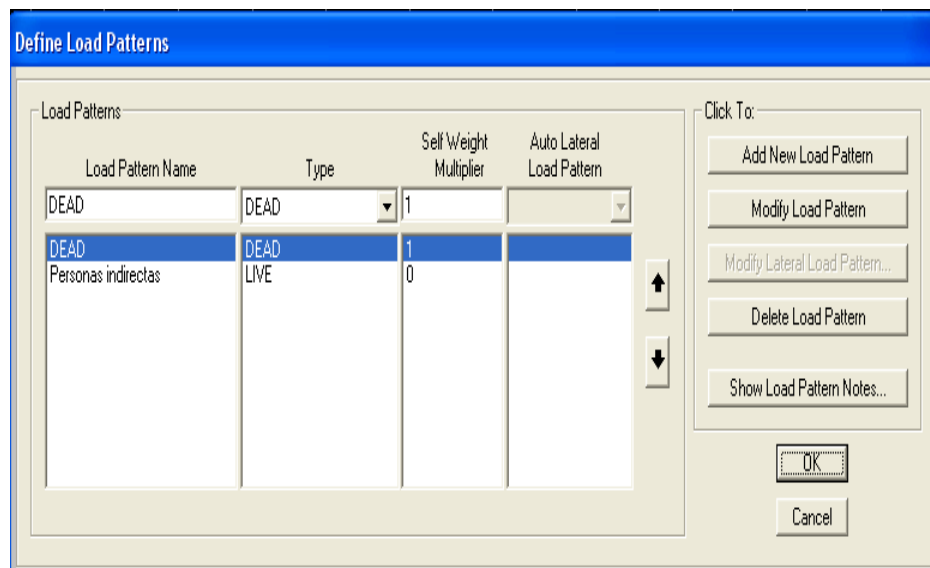 Define Load Patterns
Load Patterns
Load Pattern Name
Type
Self Weight
Multiplier
Auto Lateral
Load Pattern
DEAD DEAD 1
DEAD DEAD 1
Personas indirectas LIVE 0
Click To:
Add New Load Pattern
Modify Load Pattern
Modify Lateral Load Pattern...
Delete Load Pattern
Show Load Pattern Notes...
OK
Cancel